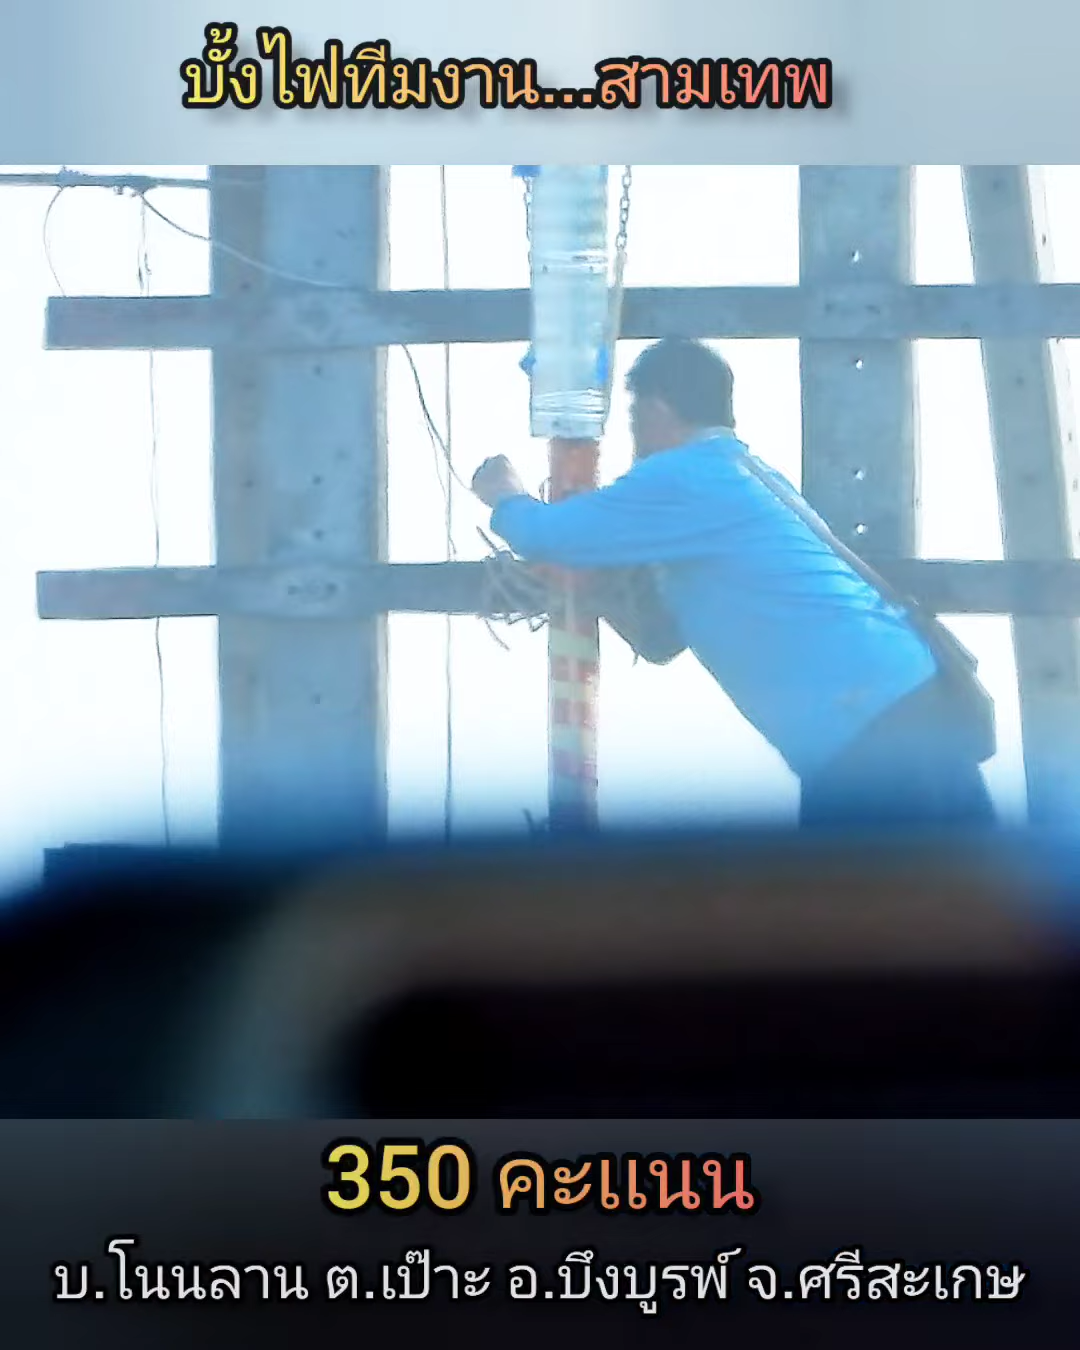 บั้งไฟทีมงาน...สามเทพ
350 คะแนน
บ.โนนลาน ต.เป๊าะ อ.บึงบูรพ์ จ.ศรีสะเกษ